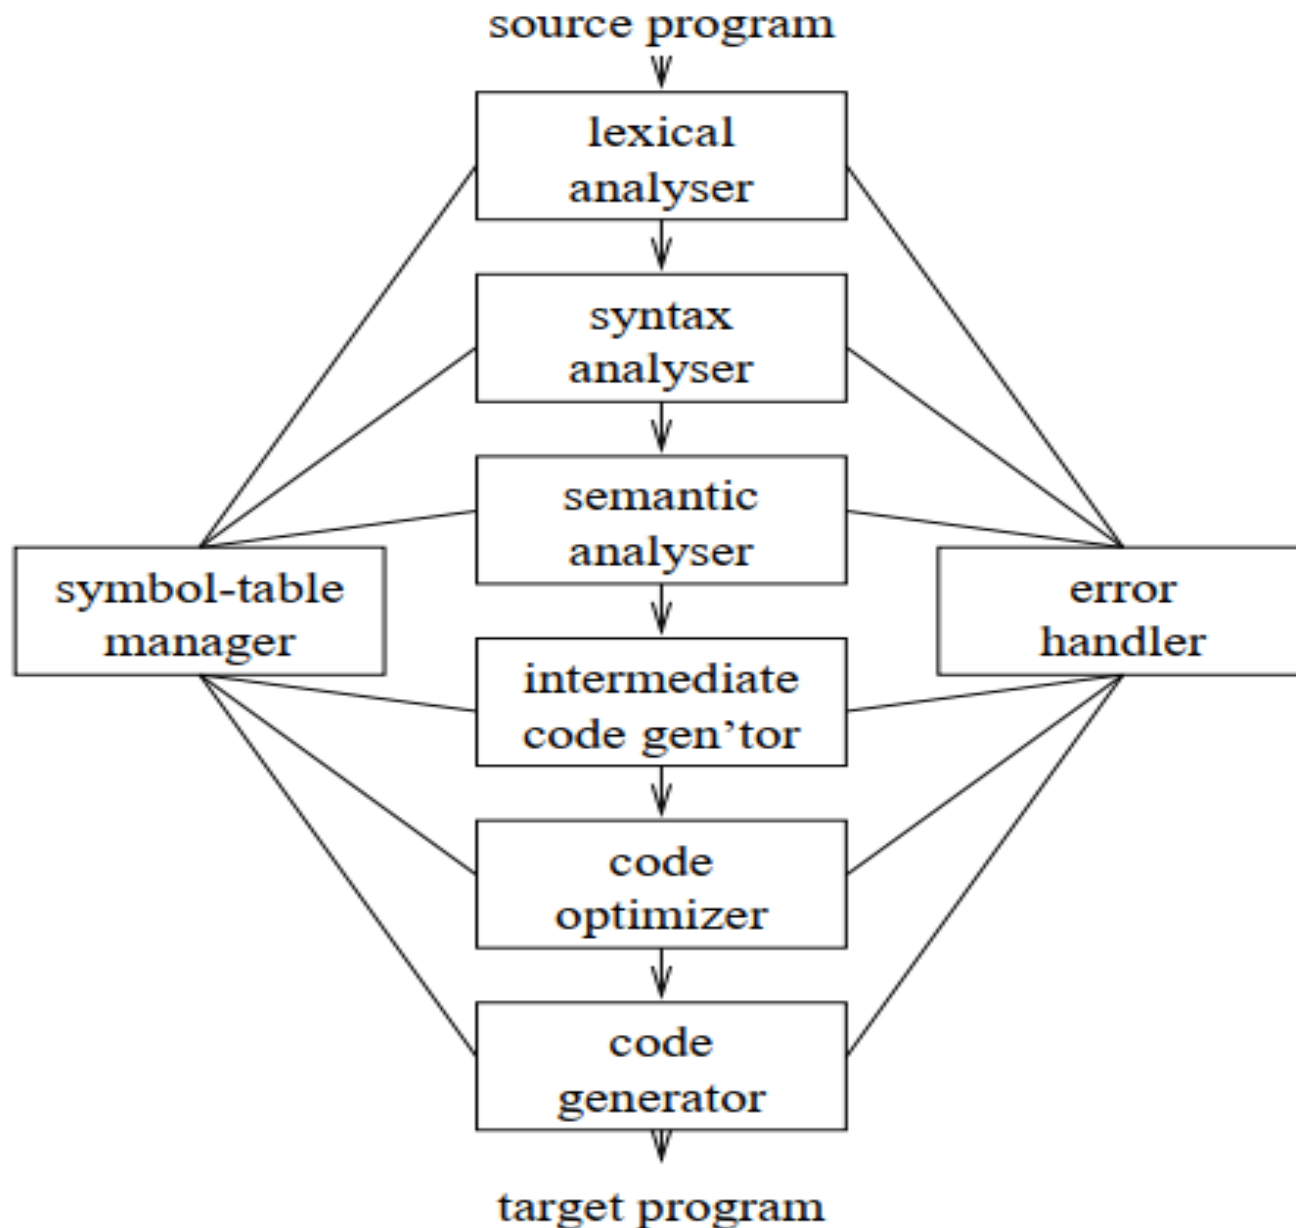 source program
lexical
analyser
syntax
analyser
semantic
analyser
symbol-table
manager
error
handler
intermediate
code gen’tor
code
optimizer
code
generator
target program